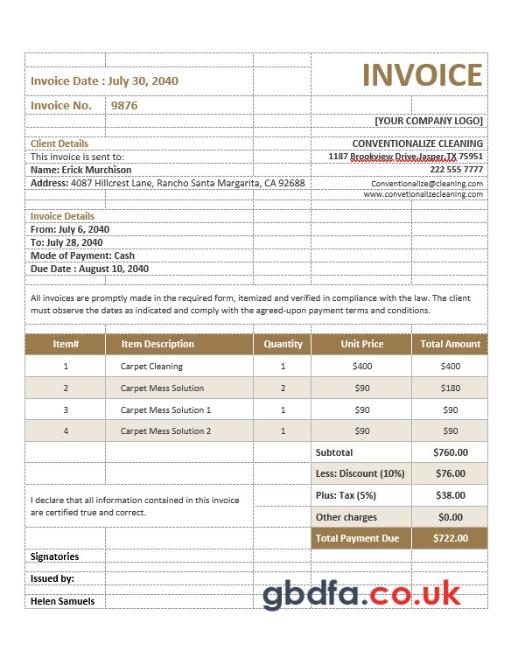 INVOICE
Invoice Date : July 30, 2040
Invoice No. 9876
[YOUR COMPANY LOGO]
Client Details CONVENTIONALIZE CLEANING
This invoice is sent to: 1187 Brookview Drive,Jasper,TX 75951
Name: Erick Murchison 222 555 7777
Address: 4087 Hillcrest Lane, Rancho Santa Margarita, CA 92688 Conventionalize@cleaning.com
www.convetionalizecleaning.com
Invoice Details
From: July 6, 2040
To: July 28, 2040
Mode of Payment: Cash
Due Date : August 10, 2040
All invoices are promptly made in the required form, itemized and verified in compliance with the law. The client
must observe the dates as indicated and comply with the agreed-upon payment terms and conditions.
Item# Item Description Quantity Unit Price Total Amount
1 Carpet Cleaning 1 $400 $400
2 Carpet Mess Solution 2 $90 $180
3 Carpet Mess Solution 1 1 $90 $90
4 Carpet Mess Solution 2 1 $90 $90
Subtotal $760.00
Less: Discount (10%) $76.00
I declare that all information contained in this invoice
are certified true and correct.
Plus: Tax (5%) $38.00
Other charges $0.00
Total Payment Due $722.00
Signatories
Issued by:
Helen Samuels
gbdfa.co.uk